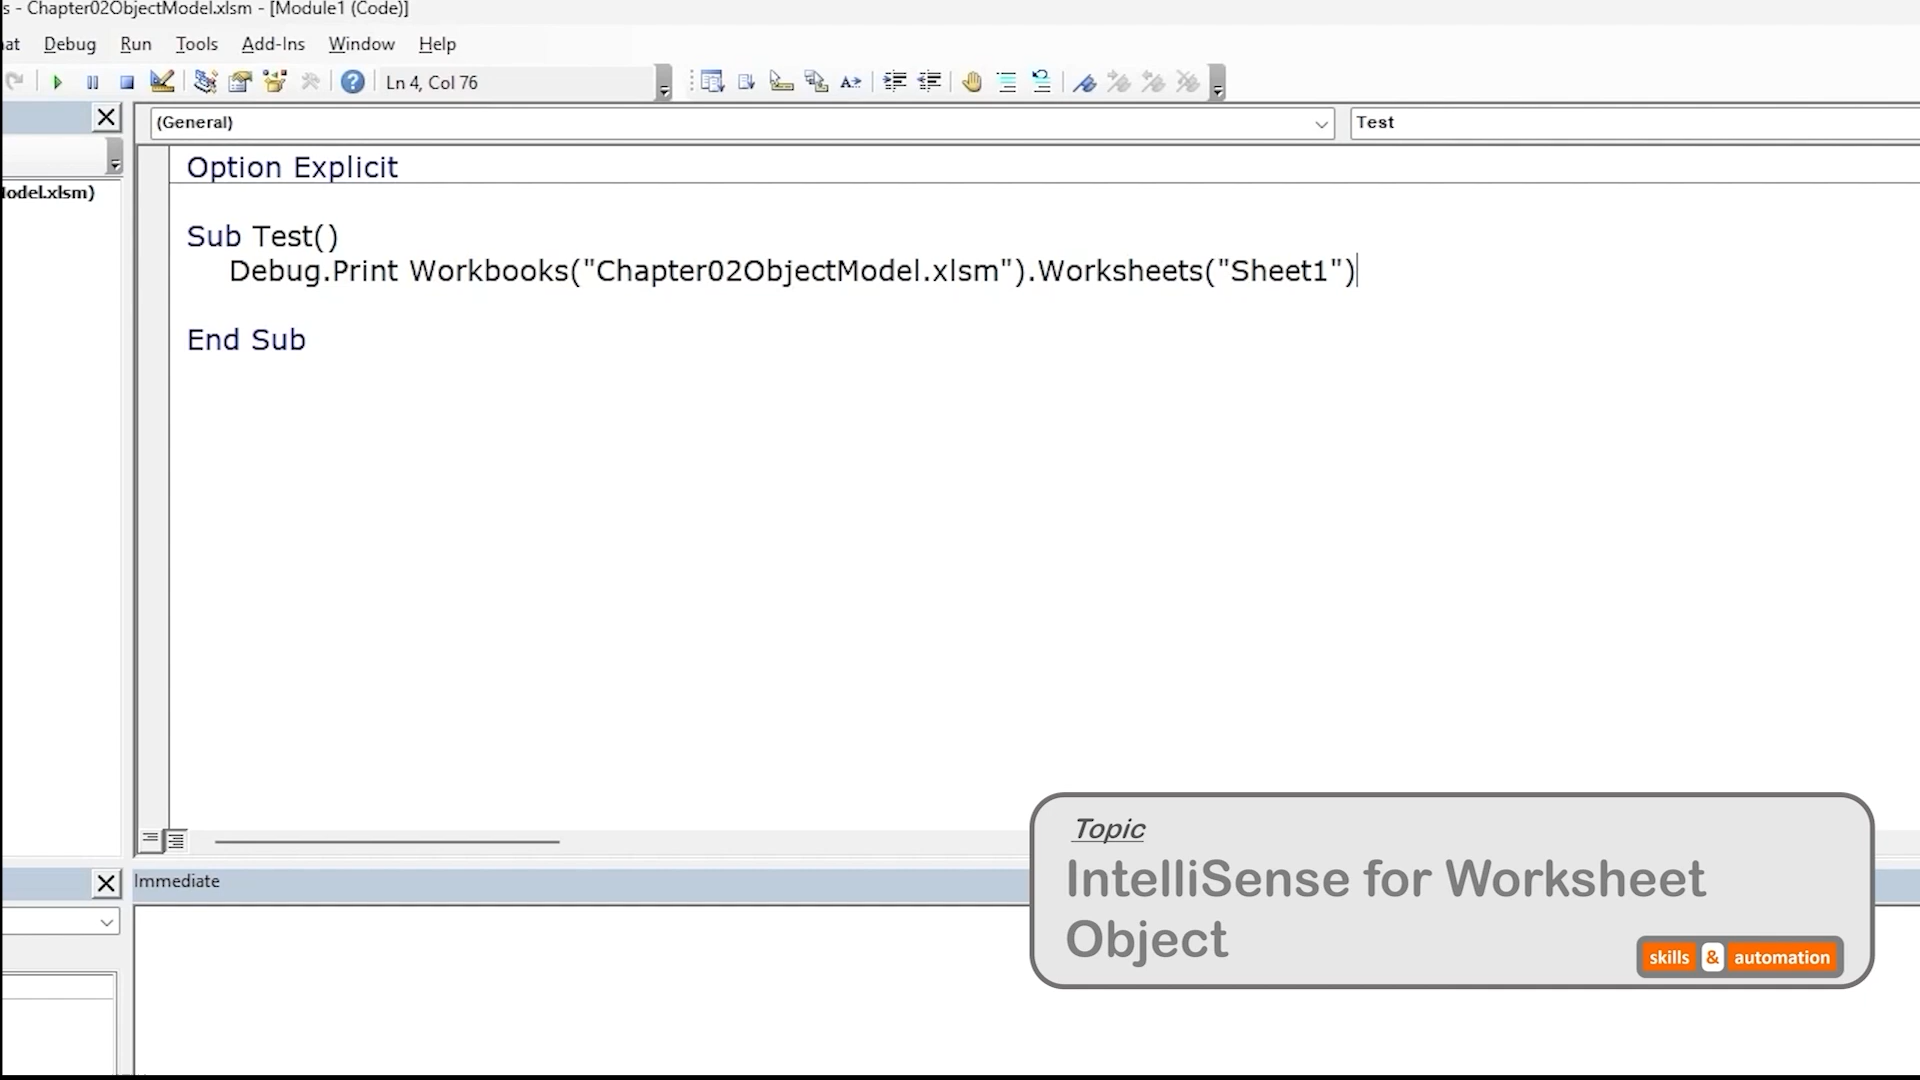 s - Chapter02ObjectModel.xlsm - [Module1 (Code)]
at Debug Run Tools Add-Ins Window Help
Ln 4, Col 76
(General) Test
Option Explicit
odel.xlsm)
Sub Test()
Debug.Print Workbooks("Chapter02ObjectModel.xlsm").Worksheets("Sheet1")
End Sub
Immediate
Topic
IntelliSense for Worksheet
Object
skills & automation